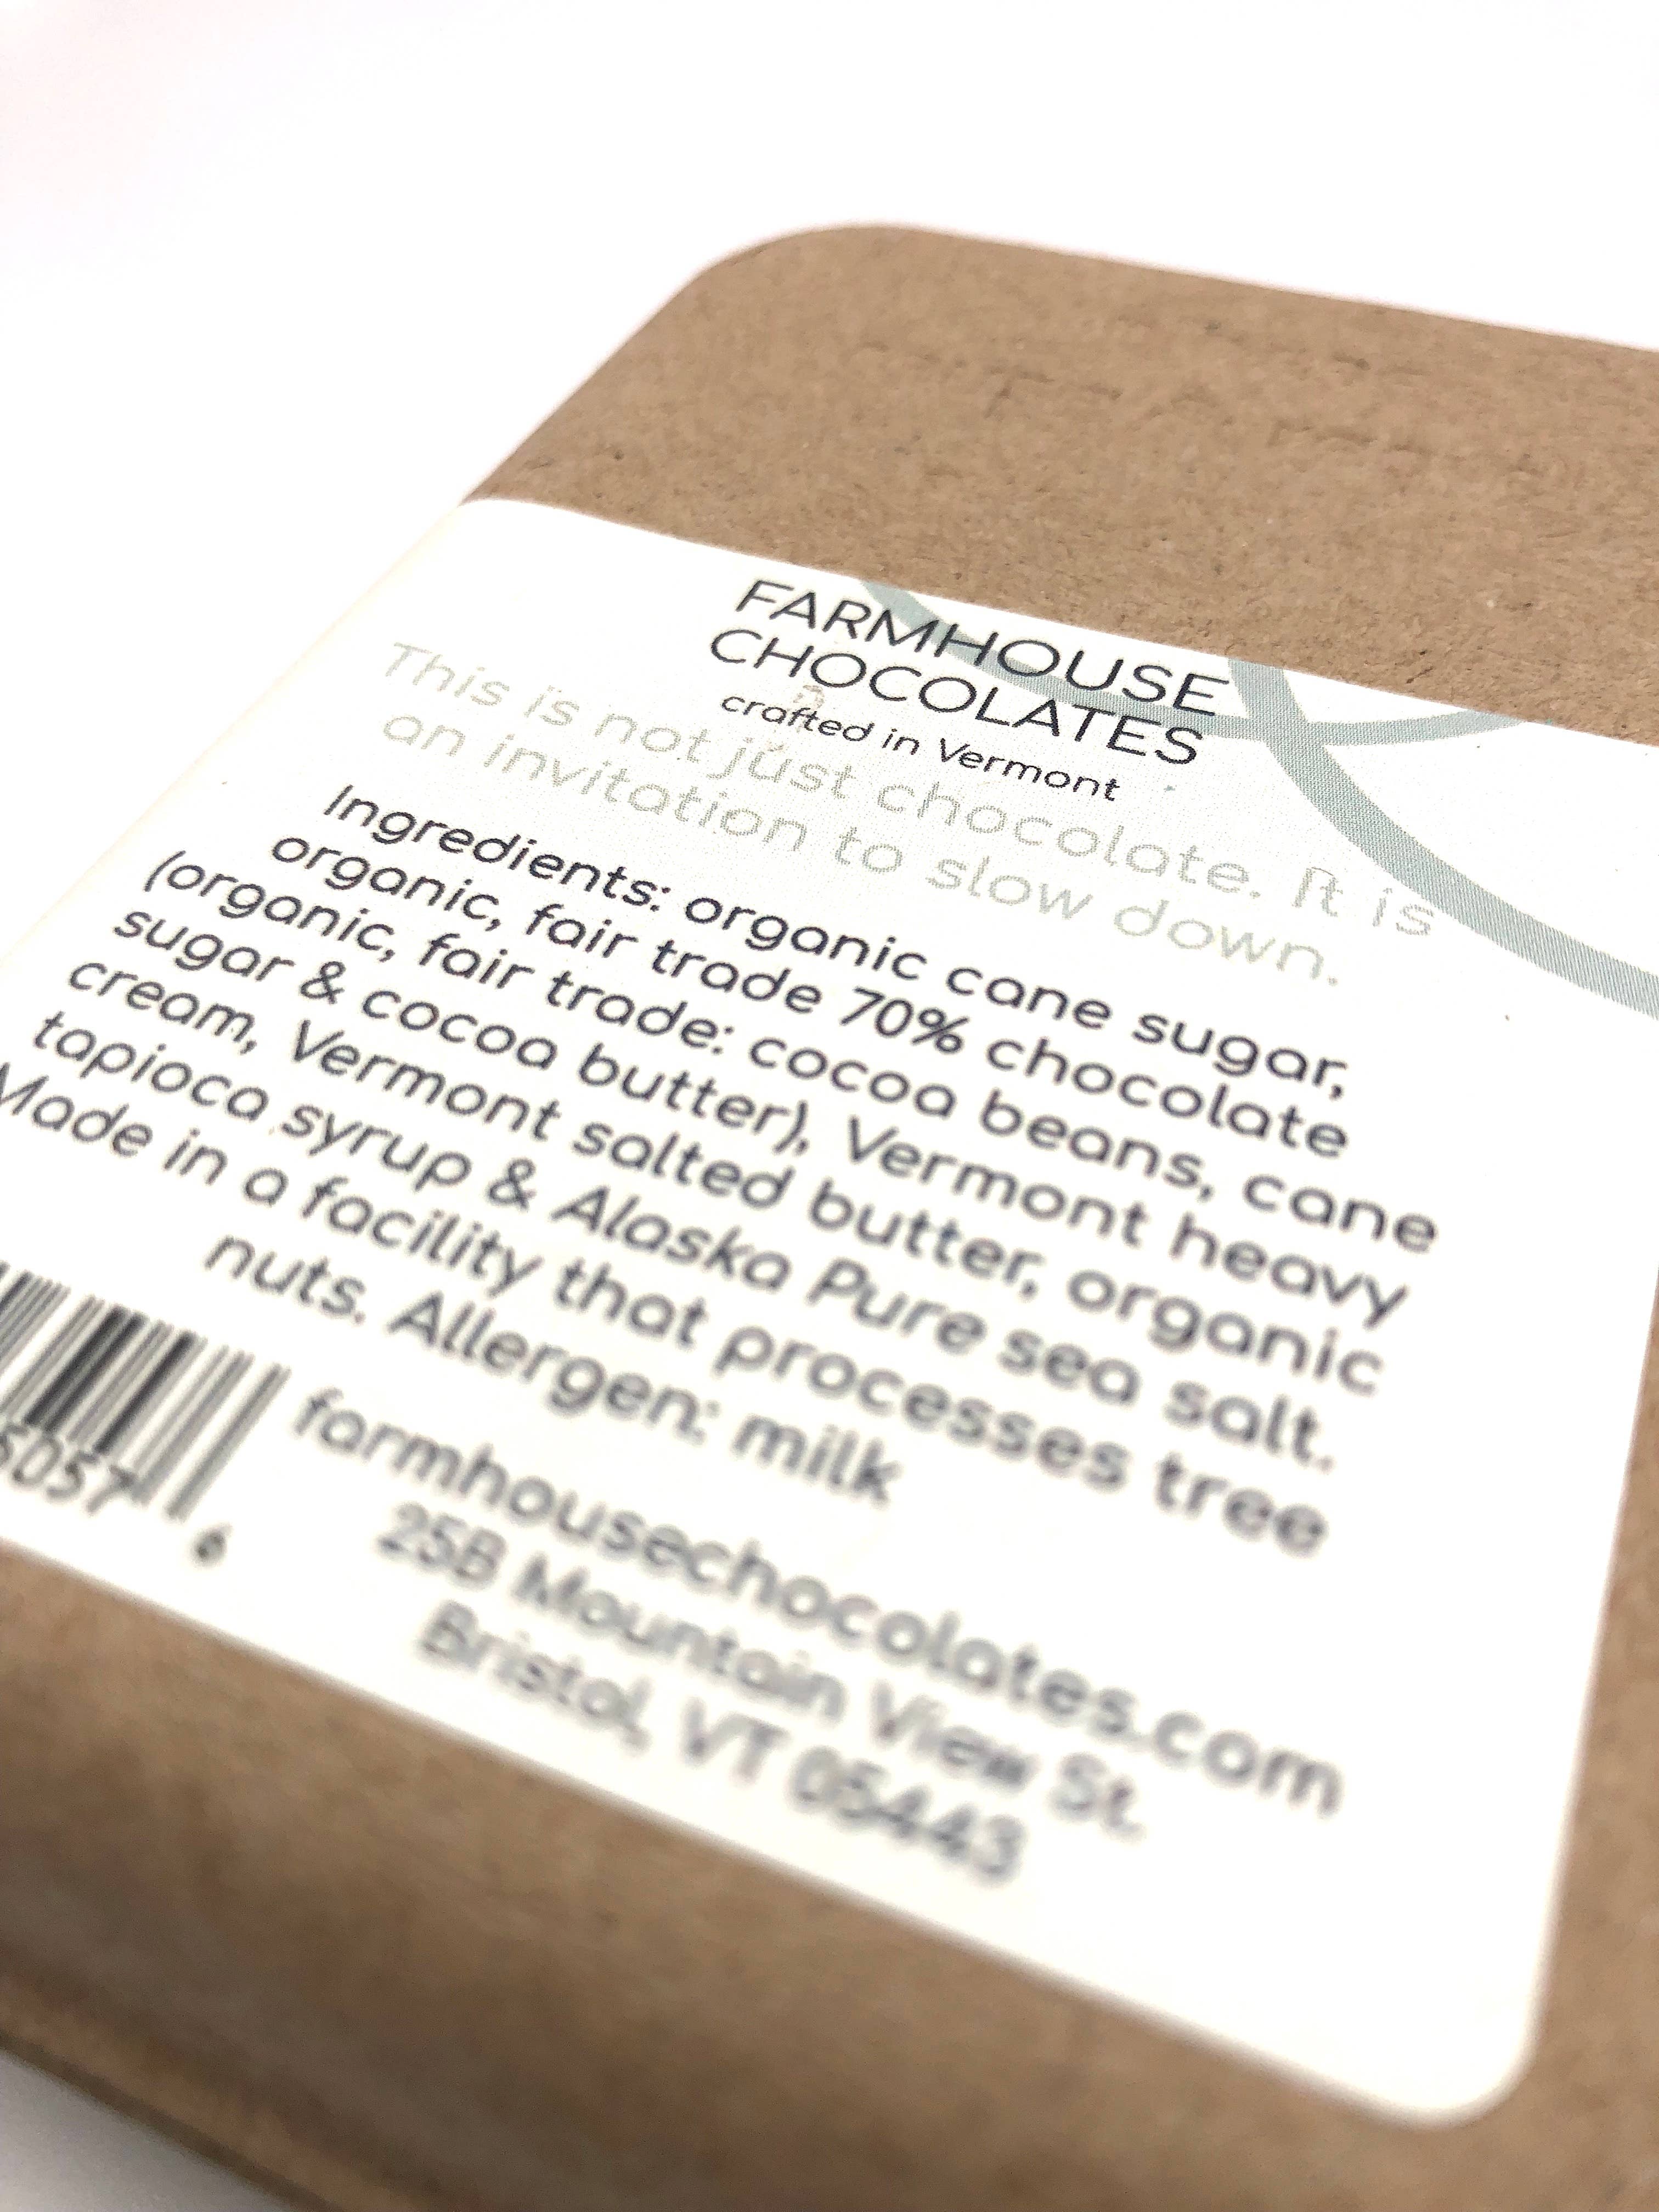 FARMHOUSE
CHOCOLATES
crafted in Vermont
This is not just chocolate. It is
an invitation to slow down.
Ingredients: organic cane sugar,
organic, fair trade 70% chocolate
(organic, fair trade: cocoa beans, cane
sugar & cocoa butter), Vermont heavy
cream, Vermont salted butter, organic
tapioca syrup & Alaska Pure sea salt.
Made in a facility that processes tree
nuts. Allergen: milk
5057
6
farmhousechocolates.com
25B Mountain View St.
Bristol, VT 05443